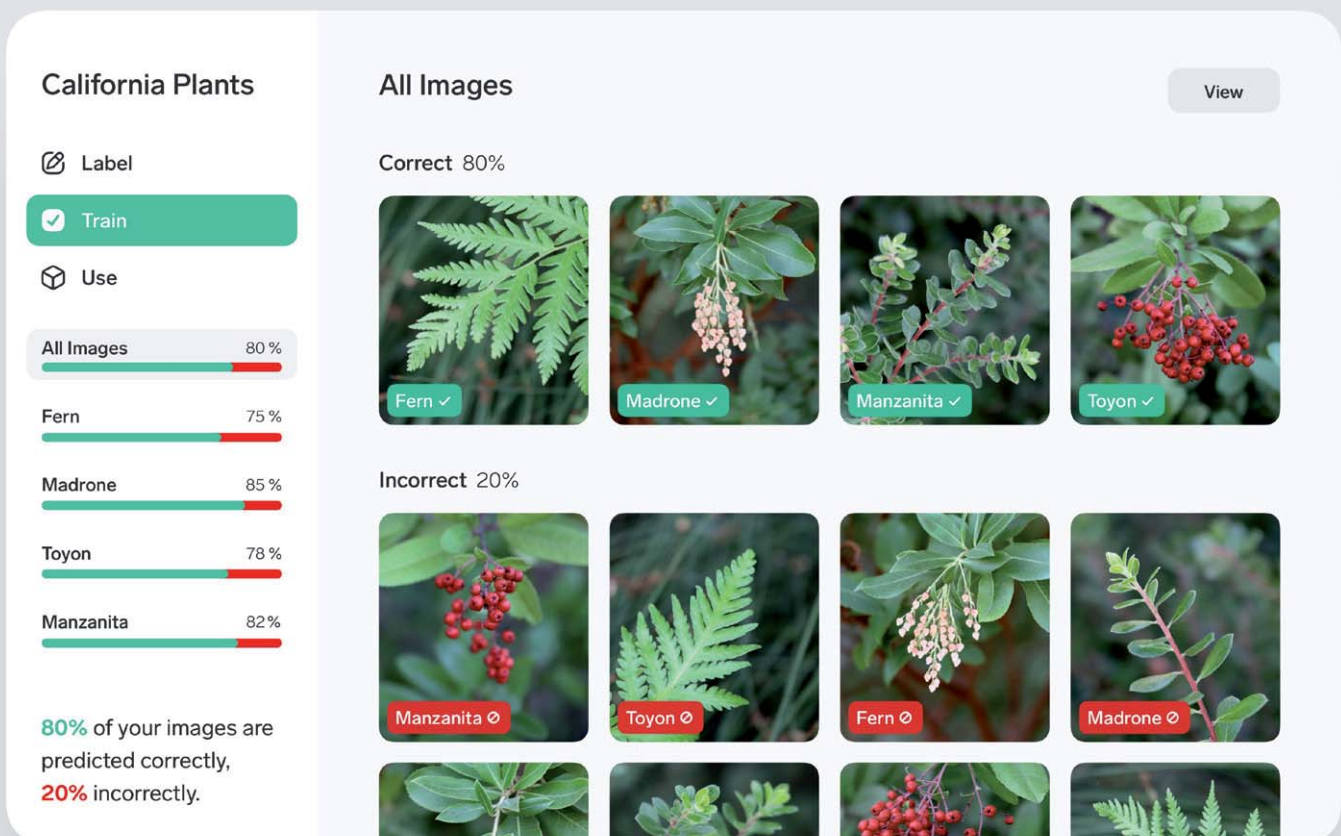 California Plants
Label
Train
Use
All Images 80 %
Fern 75 %
Madrone 85 %
Toyon 78 %
Manzanita 82%
80% of your images are
predicted correctly,
20% incorrectly.
All Images
View
Correct 80%
Fern ✓
Madrone ✓
Manzanita ✓
Toyon ✓
Incorrect 20%
Manzanita ⊘
Toyon ⊘
Fern ⊘
Madrone ⊘